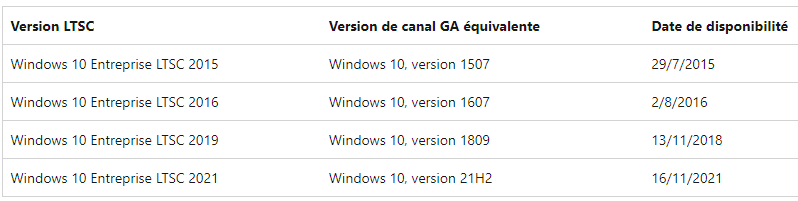 Version LTSC Version de canal GA équivalente Date de disponibilité
Windows 10 Entreprise LTSC 2015 Windows 10, version 1507 29/7/2015
Windows 10 Entreprise LTSC 2016 Windows 10, version 1607 2/8/2016
Windows 10 Entreprise LTSC 2019 Windows 10, version 1809 13/11/2018
Windows 10 Entreprise LTSC 2021 Windows 10, version 21H2 16/11/2021